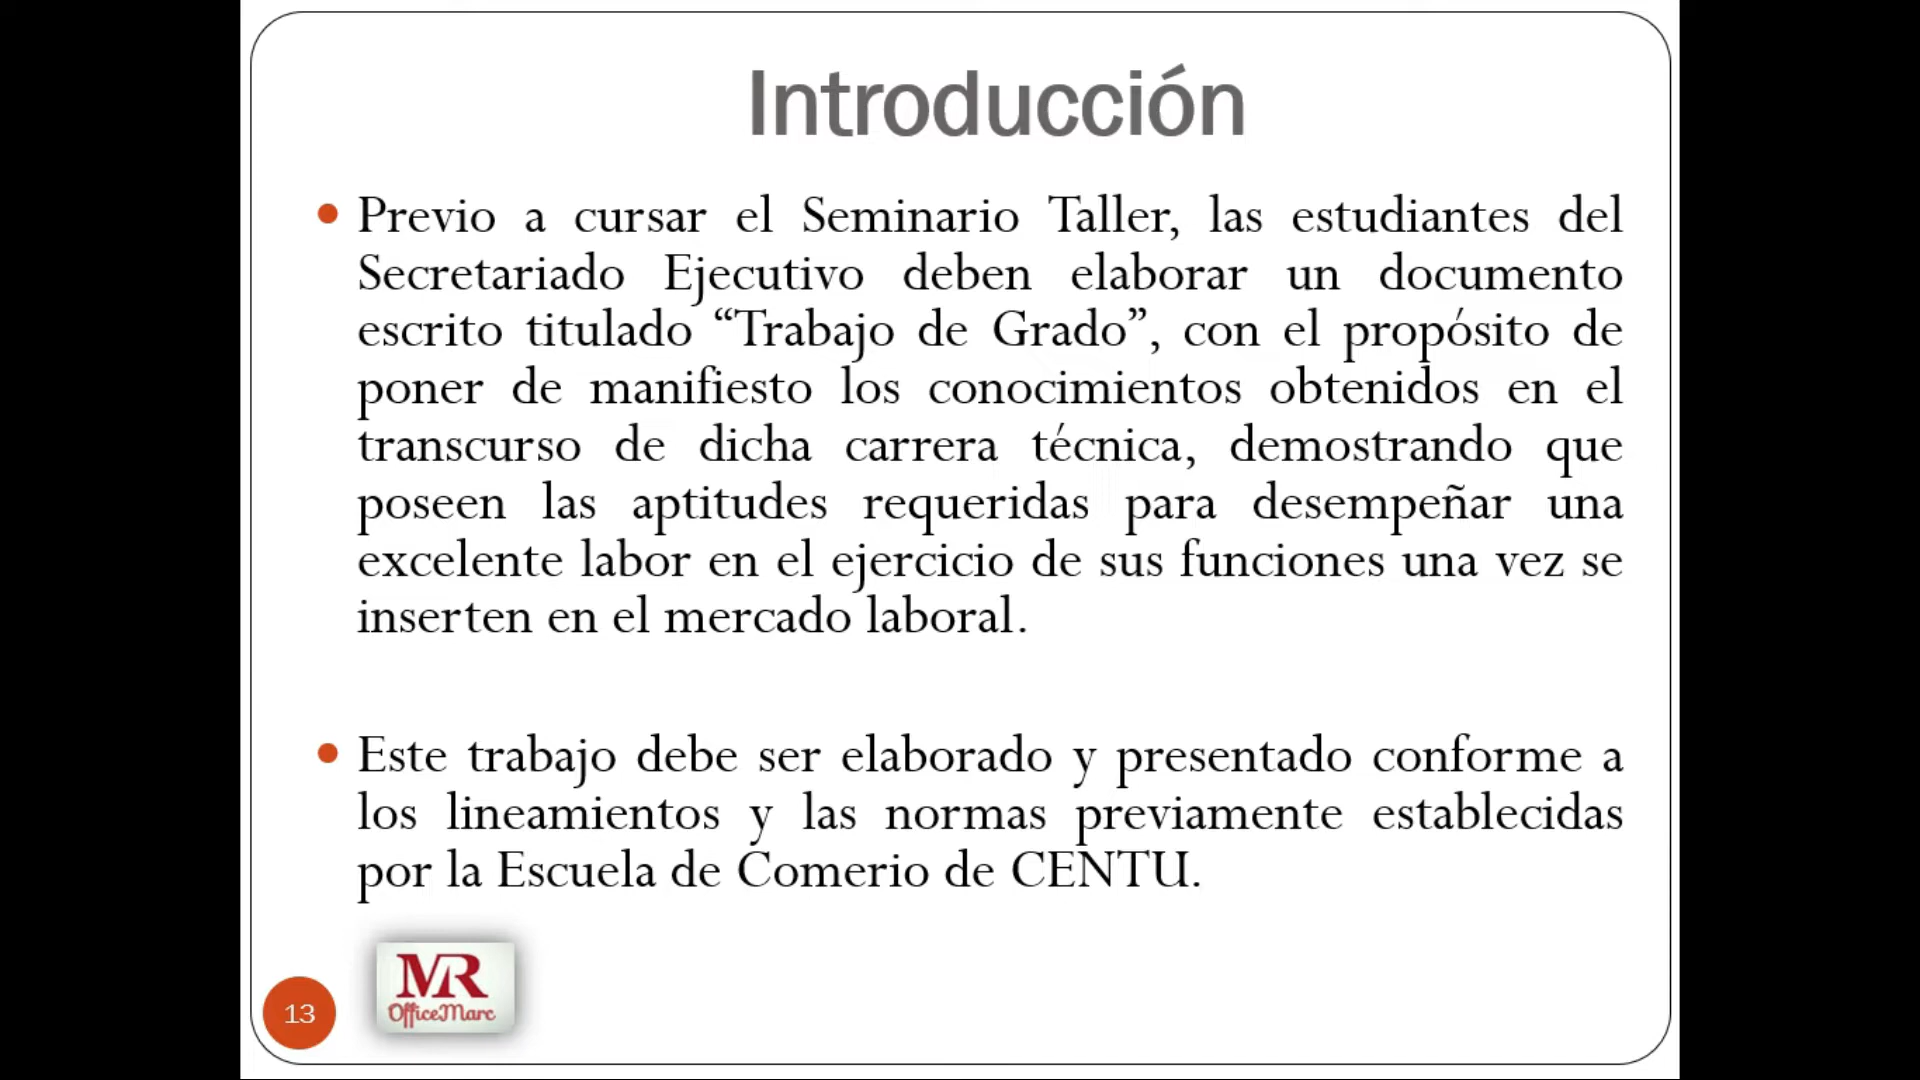 Introducción
• Previo a cursar el Seminario Taller, las estudiantes del
Secretariado Ejecutivo deben elaborar un documento
escrito titulado “Trabajo de Grado”, con el propósito de
poner de manifiesto los conocimientos obtenidos en el
transcurso de dicha carrera técnica, demostrando que
poseen las aptitudes requeridas para desempeñar una
excelente labor en el ejercicio de sus funciones una vez se
inserten en el mercado laboral.
• Este trabajo debe ser elaborado y presentado conforme a
los lineamientos y las normas previamente establecidas
por la Escuela de Comerio de CENTU.
MR
OfficeMarc
13